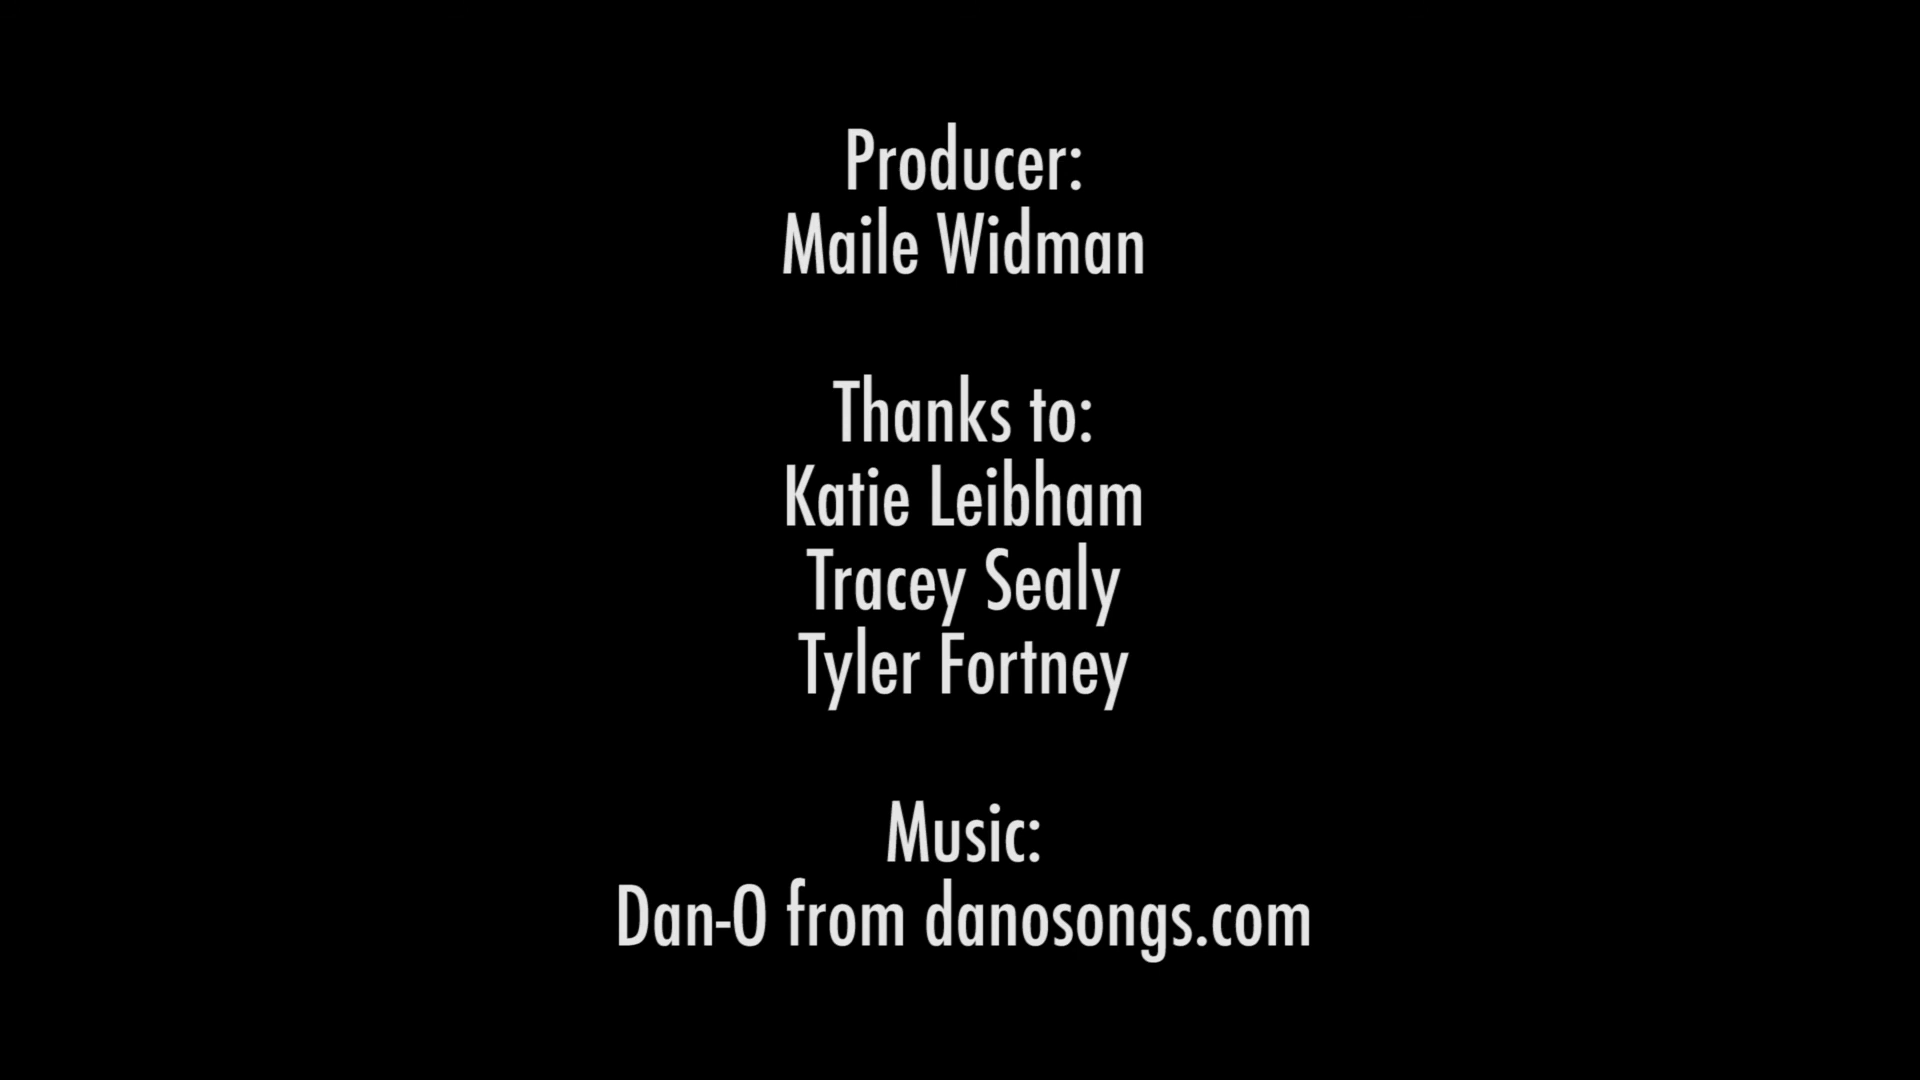 Producer:
Maile Widman
Thanks to:
Katie Leibham
Tracey Sealy
Tyler Fortney
Music:
Dan-O from danosongs.com